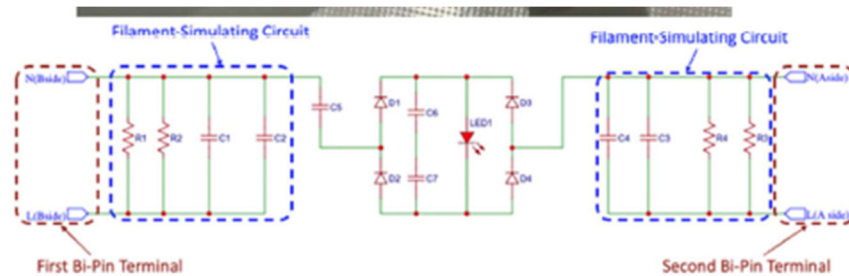 Filament-Simulating Circuit
Filament-Simulating Circuit
N(Bside)
N(Aside)
C5
D1
C6
LED1
D3
R1
R2
C1
C2
C4
C3
R4
R3
D2
C7
D4
L(Bside)
L(A side)
First Bi-Pin Terminal
Second Bi-Pin Terminal